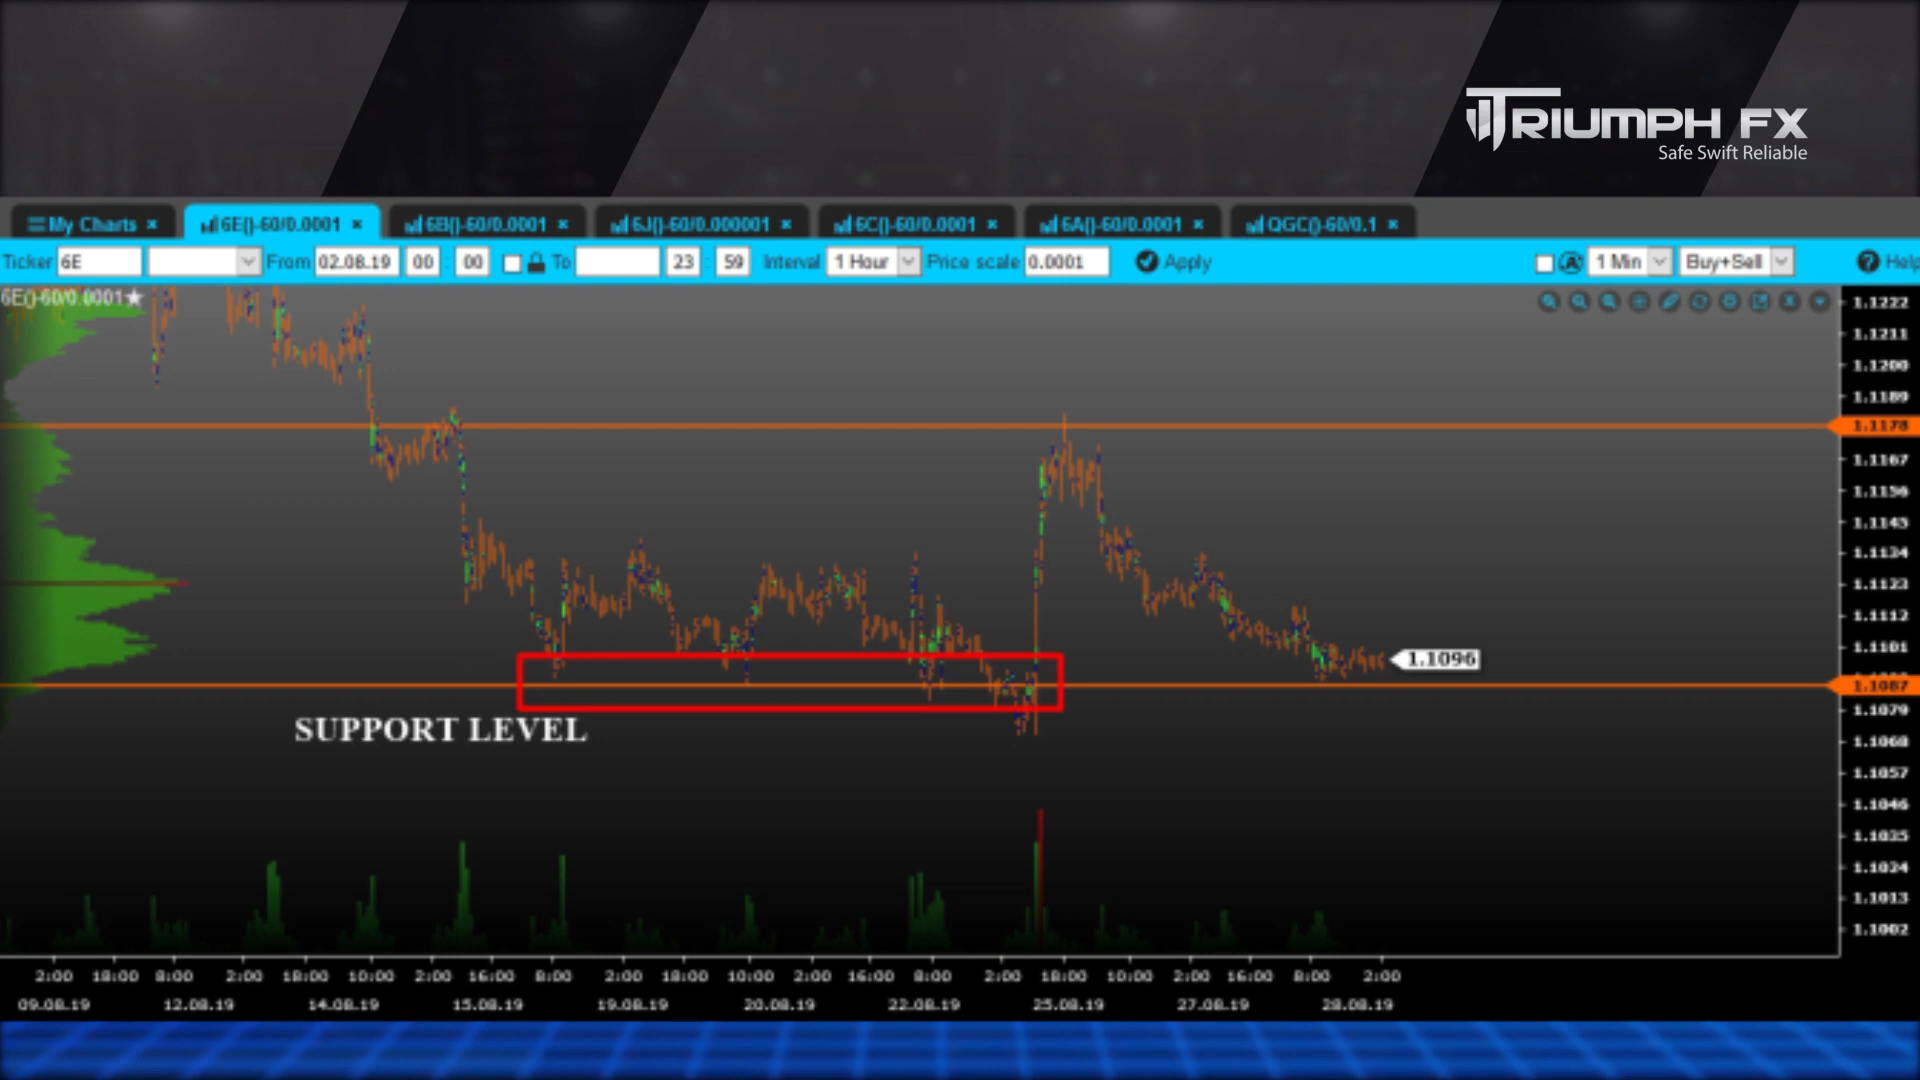 TRIUMPH FX
Safe Swift Reliable
My Charts × 6E()-60/0.0001 × 6B()-60/0.0001 × 6J()-60/0.000001 × 6C()-60/0.0001 × 6A()-60/0.0001 × QGC()-60/0.1 ×
Ticker 6E From 02.08.19 00 : 00 To 23 : 59 Interval 1 Hour Price scale 0.0001 Apply A 1 Min Buy+Sell ? Help
6E()-60/0.0001★
1.1222
1.1211
1.1200
1.1189
1.1178
1.1167
1.1156
1.1145
1.1134
1.1123
1.1112
1.1101
1.1096
1.1087
SUPPORT LEVEL
1.1079
1.1068
1.1057
1.1046
1.1035
1.1024
1.1013
1.1002
2:00 18:00 8:00 2:00 18:00 10:00 2:00 16:00 8:00 2:00 18:00 10:00 2:00 16:00 8:00 2:00 18:00 10:00 2:00 16:00 8:00 2:00
09.08.19 12.08.19 14.08.19 15.08.19 19.08.19 20.08.19 22.08.19 25.08.19 27.08.19 28.08.19